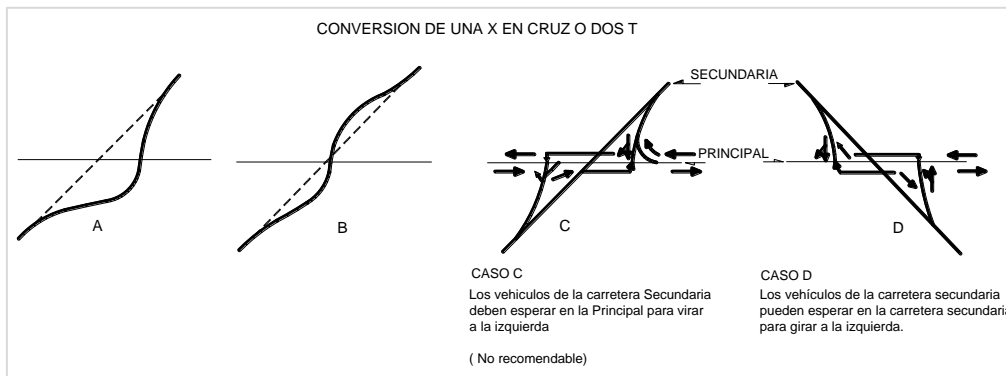 CONVERSION DE UNA X EN CRUZ O DOS T
SECUNDARIA
PRINCIPAL
A
B
C
D
CASO C
Los vehiculos de la carretera Secundaria
deben esperar en la Principal para virar
a la izquierda
( No recomendable)
CASO D
Los vehículos de la carretera secundaria
pueden esperar en la carretera secundaria
para girar a la izquierda.